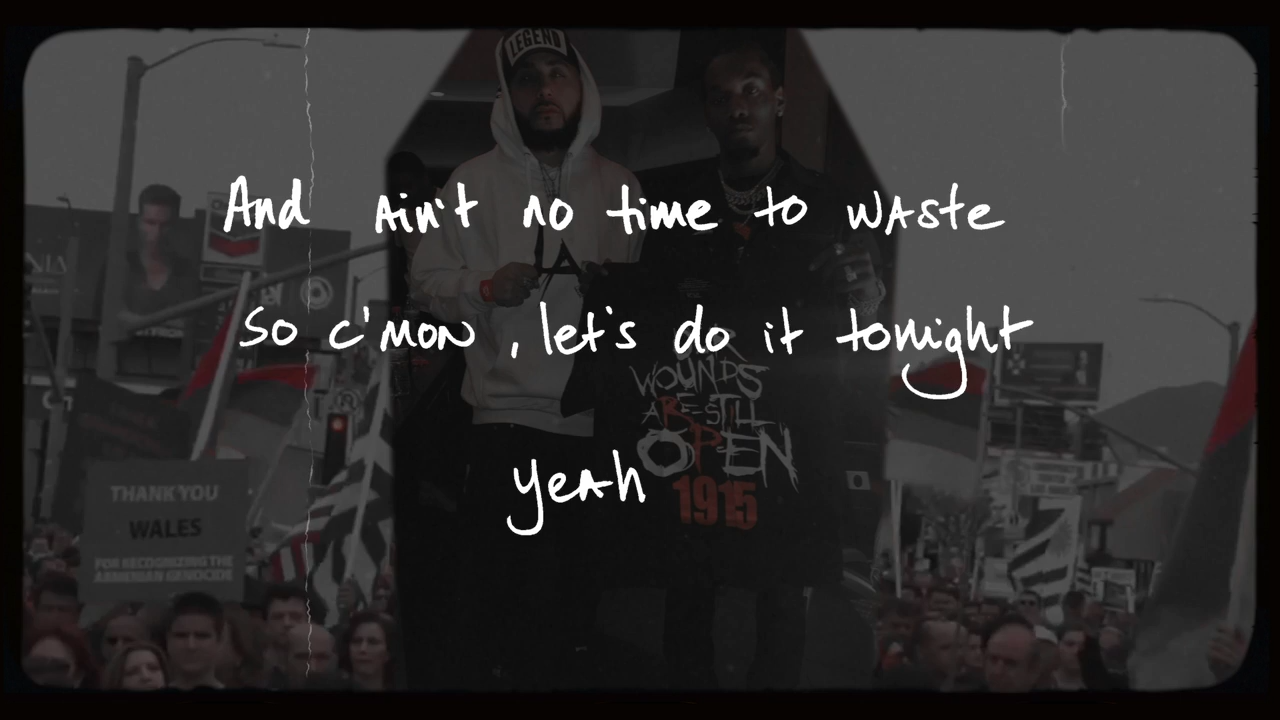 LEGEND
And Ain't no time to waste
So c'mon, let's do it tonight
yeah
LA
WOUNDS
ARE STILL
OPEN
1915
THANK YOU
WALES
FOR RECOGNIZING THE
ARMENIAN GENOCIDE